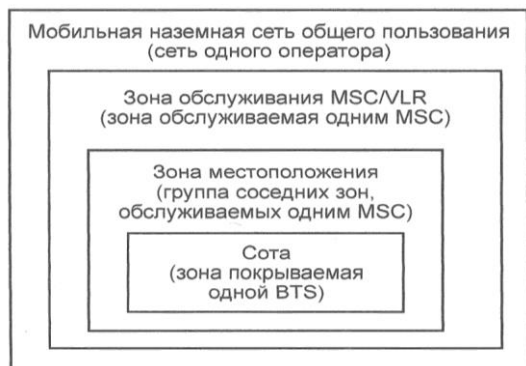 Мобильная наземная сеть общего пользования
(сеть одного оператора)
Зона обслуживания MSC/VLR
(зона обслуживаемая одним MSC)
Зона местоположения
(группа соседних зон,
обслуживаемых одним MSC)
Сота
(зона покрываемая
одной BTS)